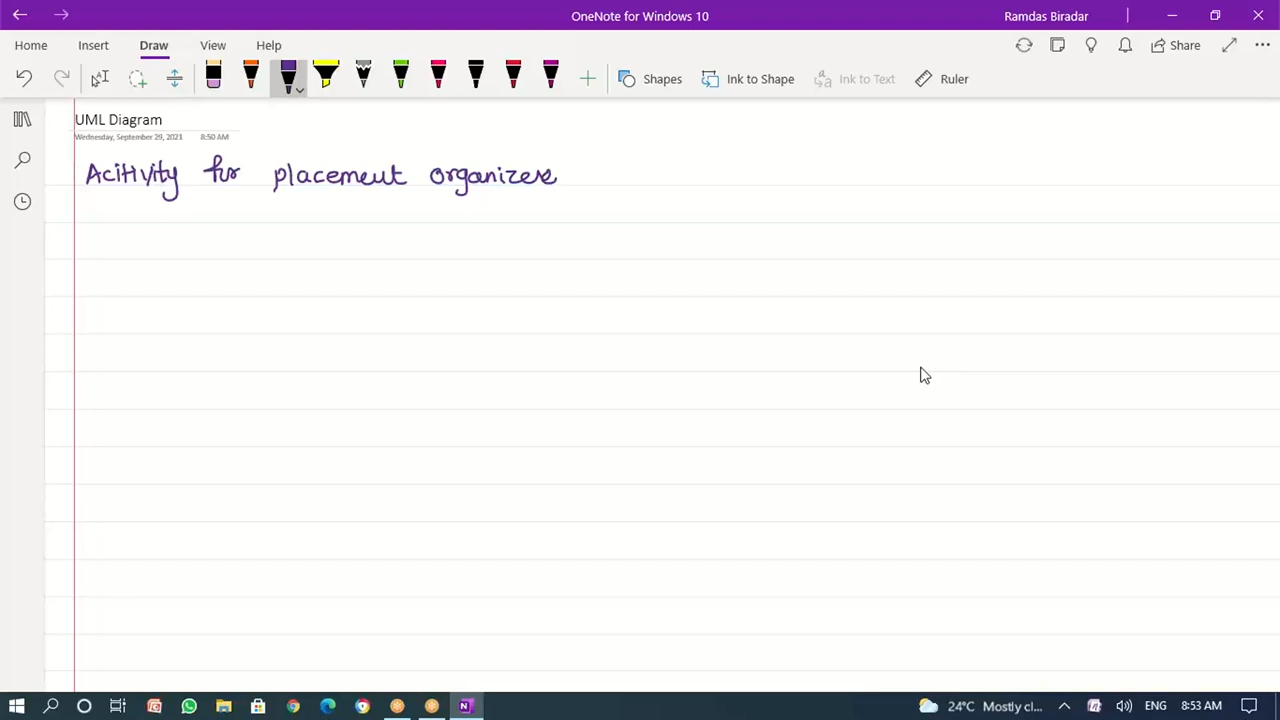 OneNote for Windows 10
Ramdas Biradar
Home Insert Draw View Help
Share
Shapes Ink to Shape Ink to Text Ruler
UML Diagram
Wednesday, September 29, 2021 8:50 AM
Acitivity for placement organizers
24°C Mostly cl... ENG 8:53 AM